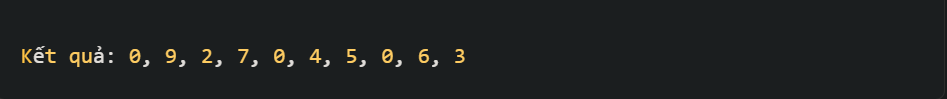 Kết quả: 0, 9, 2, 7, 0, 4, 5, 0, 6, 3